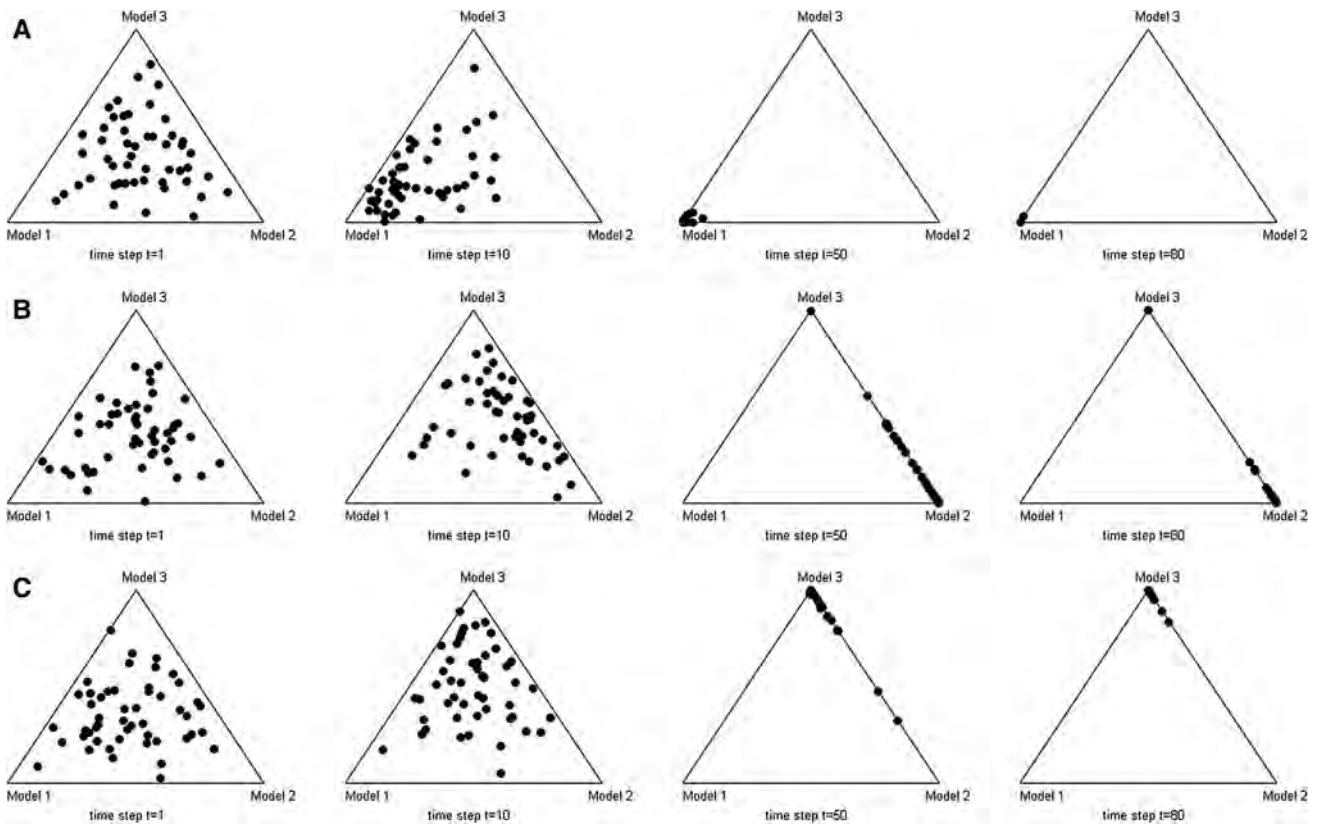 A
Model 3 Model 3 Model 3 Model 3
Model 1 Model 2 Model 1 Model 2 Model 1 Model 2 Model 1 Model 2
time step t=1 time step t=10 time step t=50 time step t=80
B
Model 3 Model 3 Model 3 Model 3
Model 1 Model 2 Model 1 Model 2 Model 1 Model 2 Model 1 Model 2
time step t=1 time step t=10 time step t=50 time step t=80
C
Model 3 Model 3 Model 3 Model 3
Model 1 Model 2 Model 1 Model 2 Model 1 Model 2 Model 1 Model 2
time step t=1 time step t=10 time step t=50 time step t=80